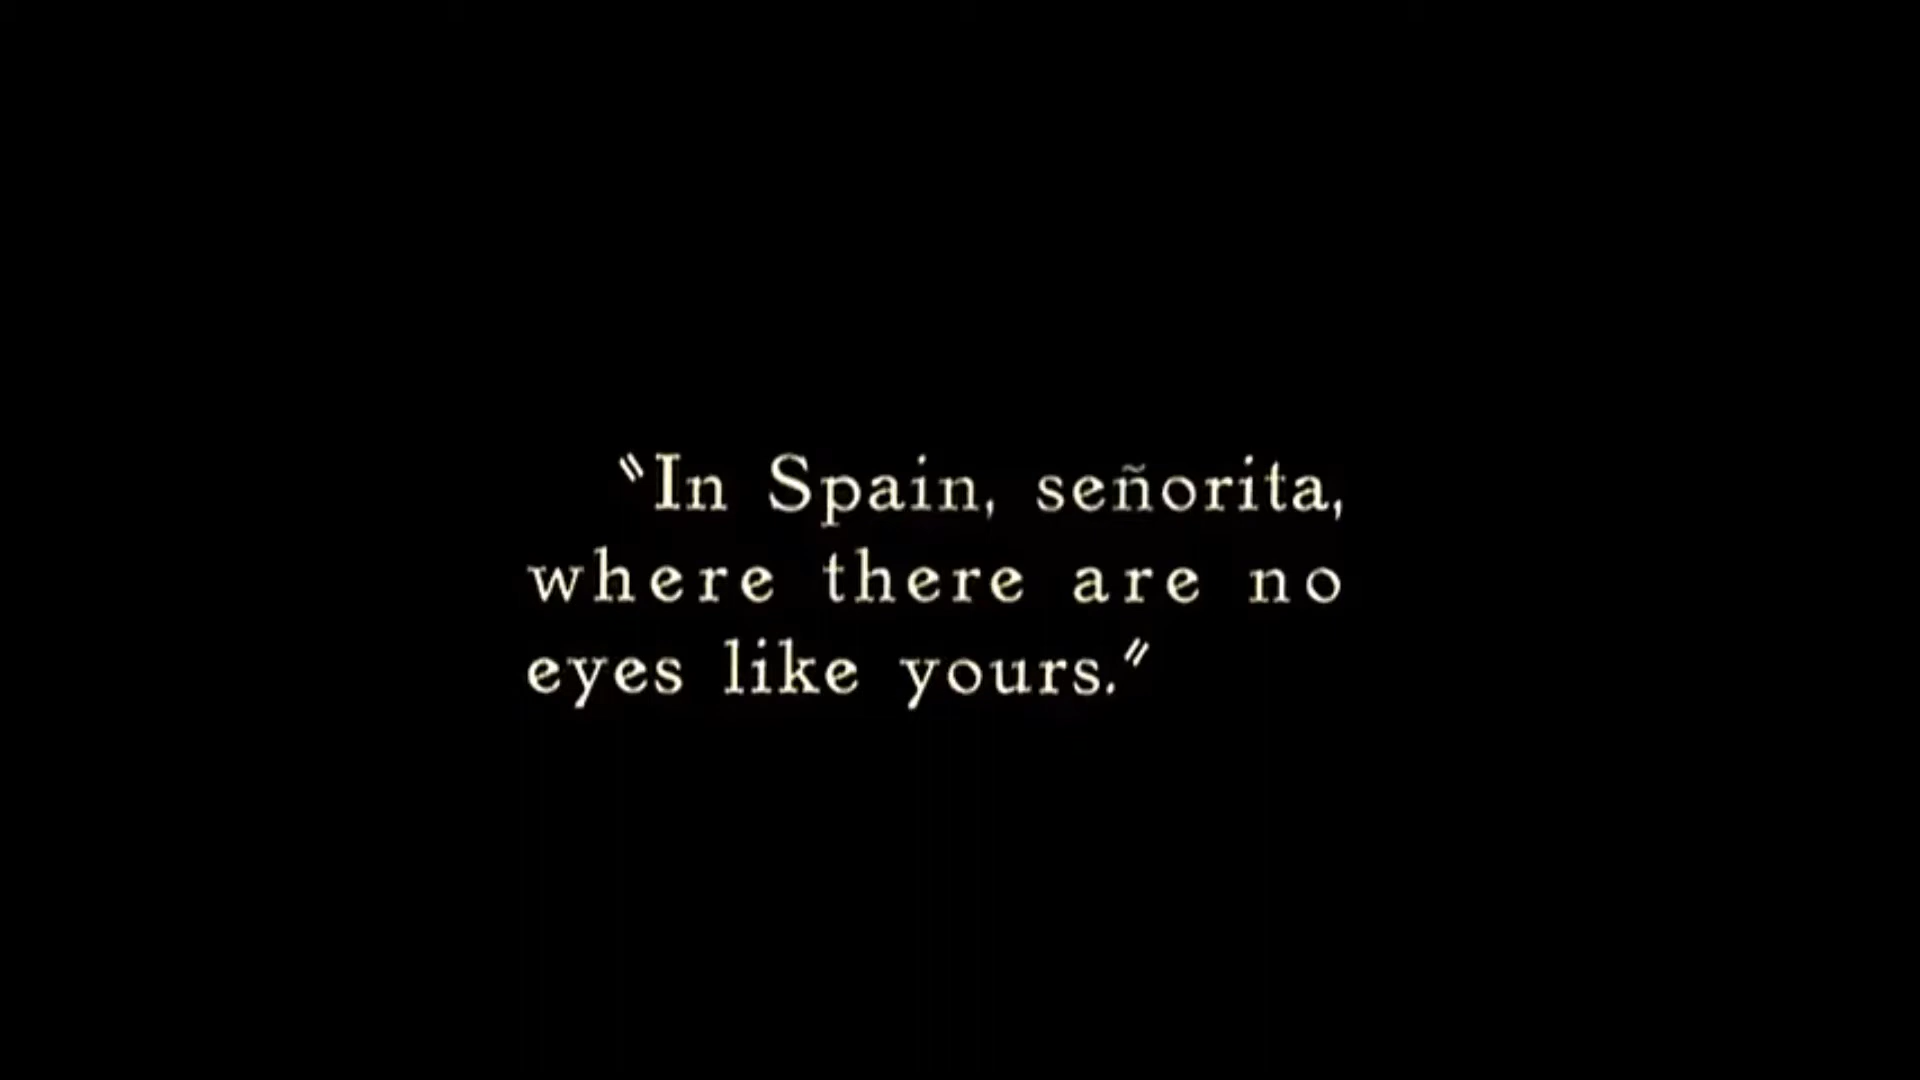 "In Spain, señorita,
where there are no
eyes like yours."